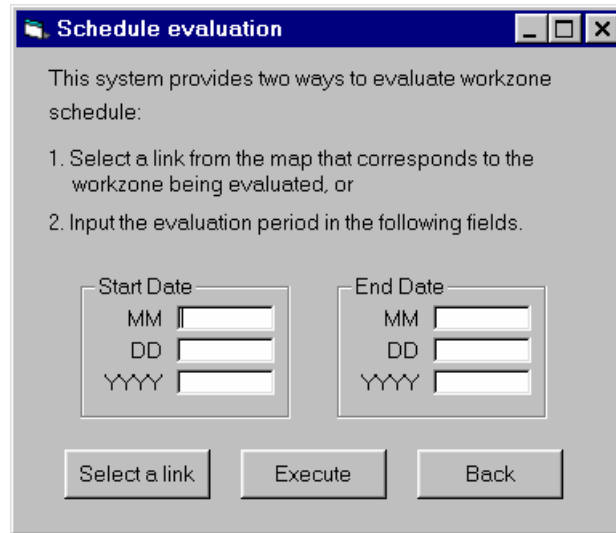 Schedule evaluation
This system provides two ways to evaluate workzone
schedule:
1. Select a link from the map that corresponds to the
workzone being evaluated, or
2. Input the evaluation period in the following fields.
Start Date
End Date
MM
MM
DD
DD
YYYY
YYYY
Select a link
Execute
Back